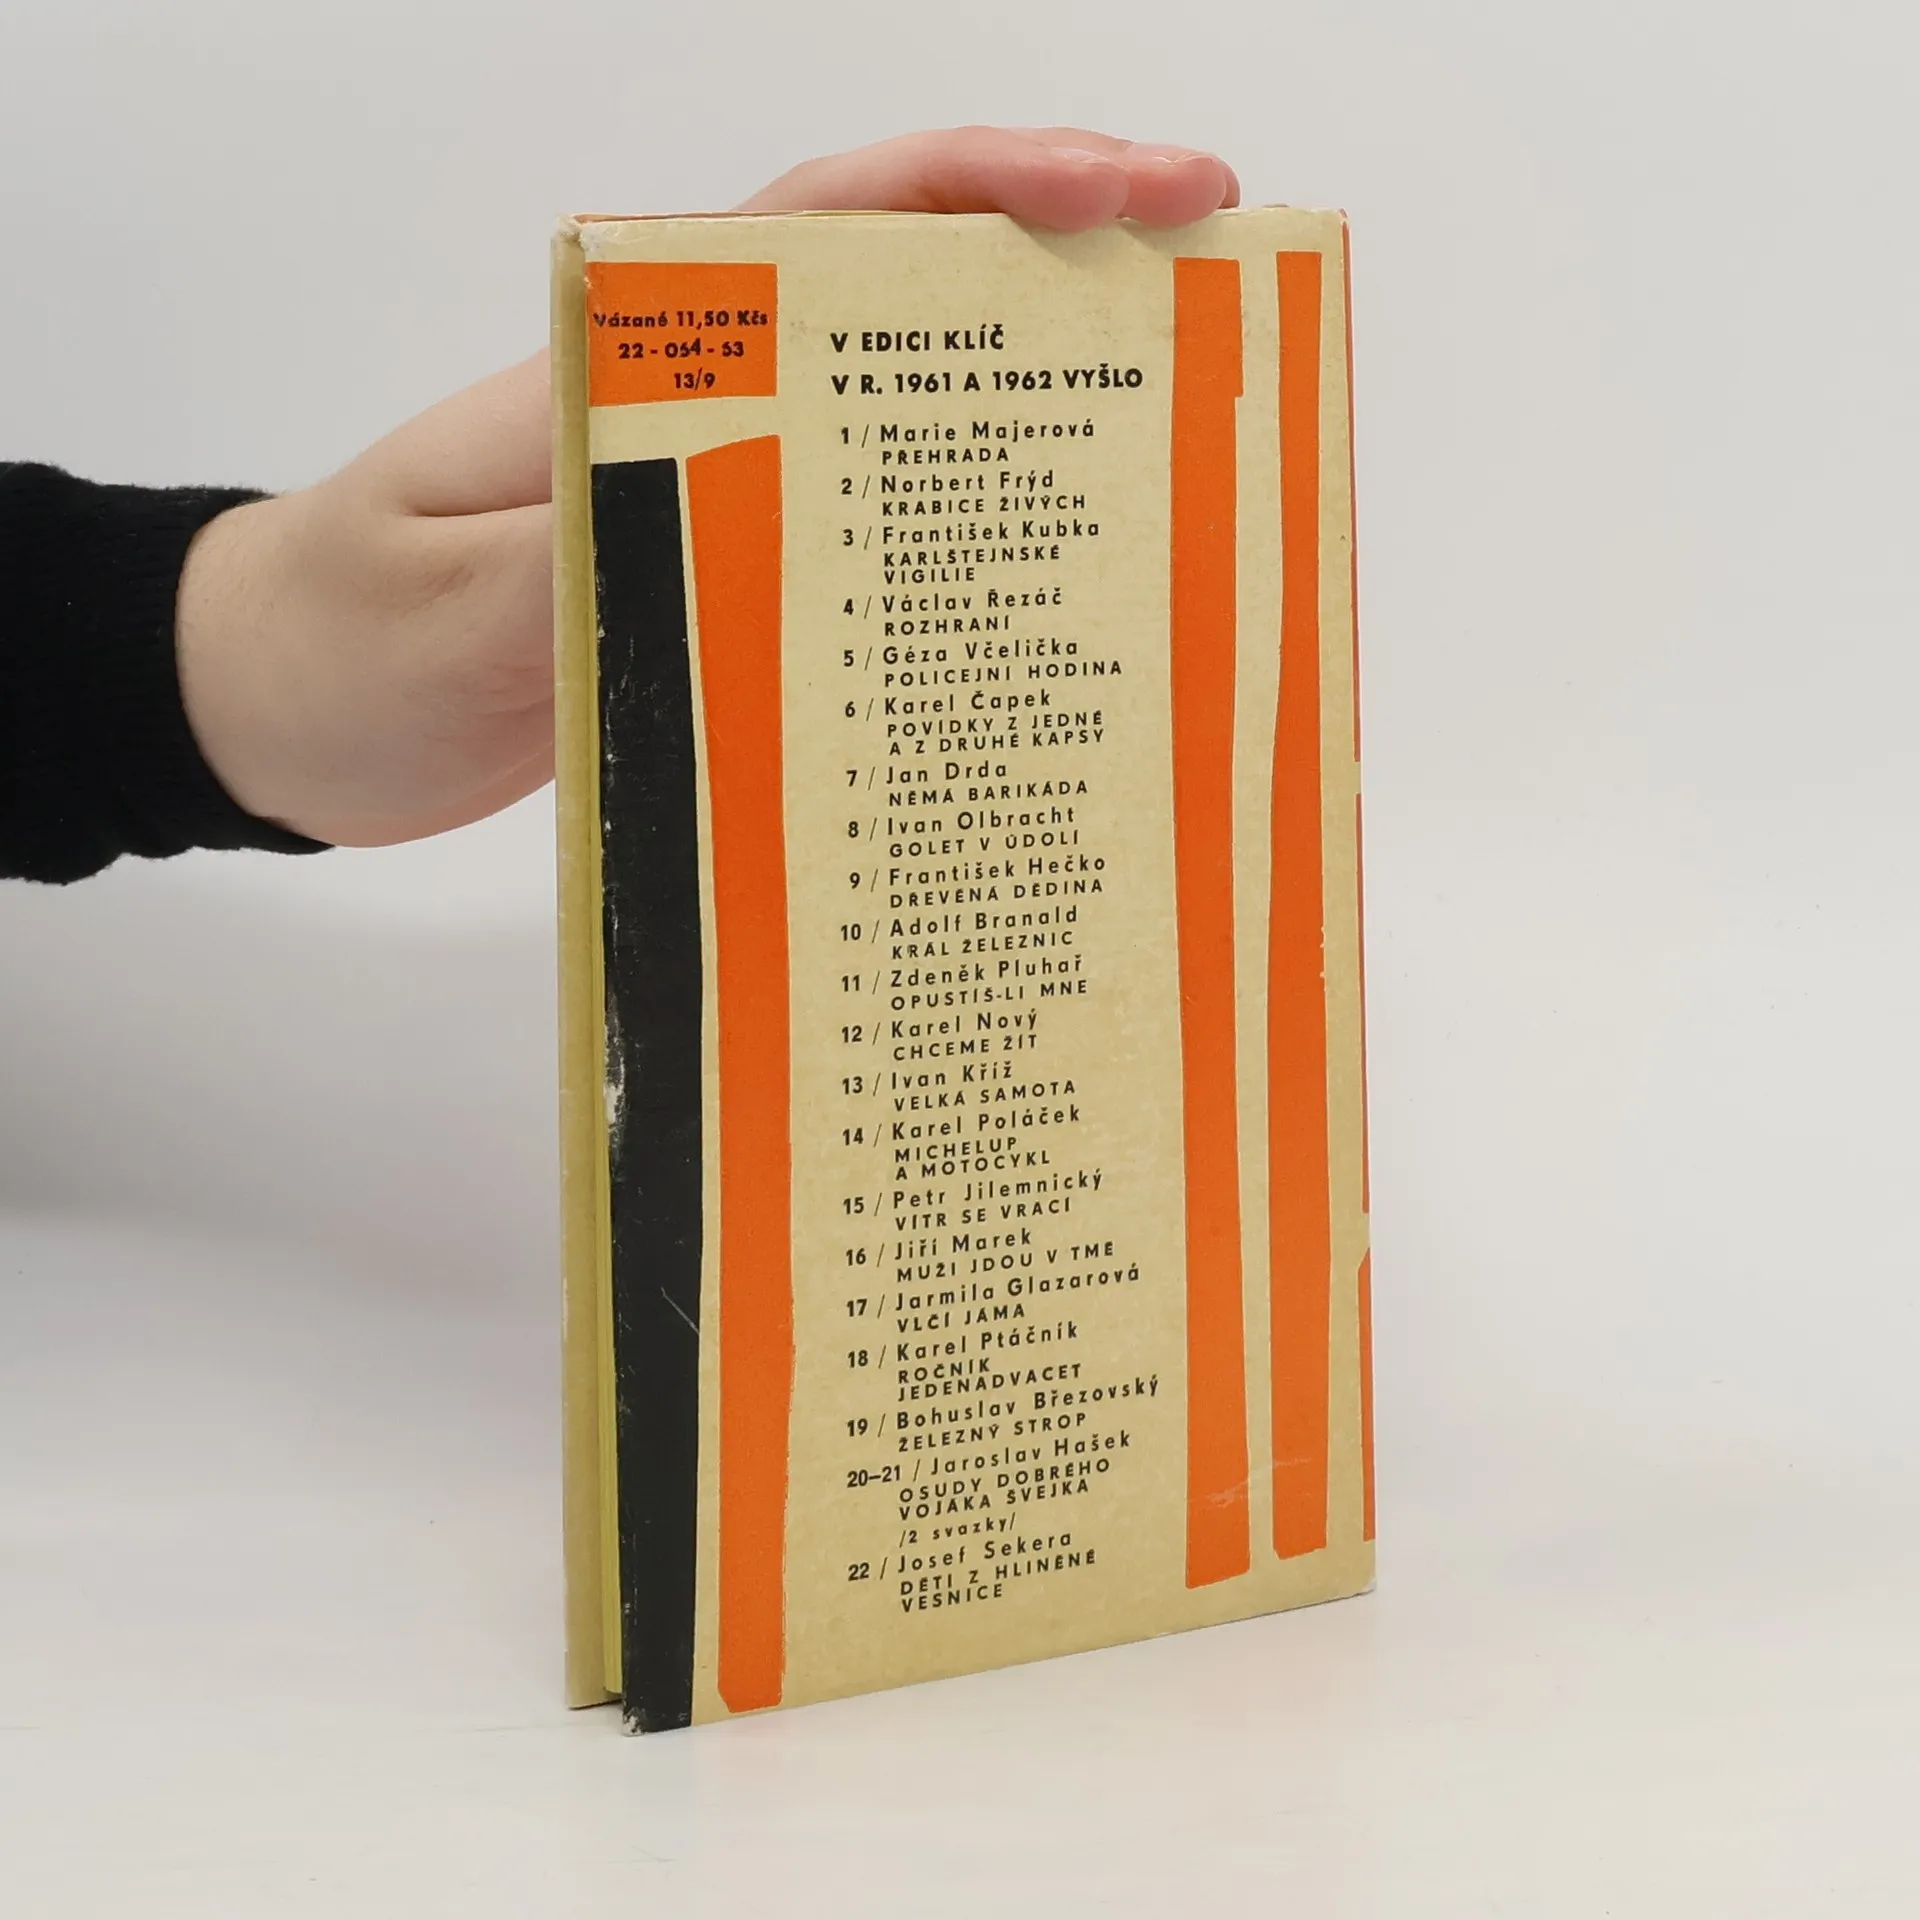 Vázané 11,50 Kčs
22 - 054 - 63
13/9
V EDICI KLÍČ
V R. 1961 A 1962 VYŠLO
1 / Marie Majerová
PŘEHRADA
2 / Norbert Frýd
KRABICE ŽIVÝCH
3 / František Kubka
KARLŠTEJNSKÉ
VIGILIE
4 / Václav Řezáč
ROZHRANÍ
5 / Géza Včelička
POLICEJNÍ HODINA
6 / Karel Čapek
POVÍDKY Z JEDNÉ
A Z DRUHÉ KAPSY
7 / Jan Drda
NĚMÁ BARIKÁDA
8 / Ivan Olbracht
GOLET V ÚDOLÍ
9 / František Hečko
DŘEVĚNÁ DĚDINA
10 / Adolf Branald
KRÁL ŽELEZNIC
11 / Zdeněk Pluhař
OPUSTÍŠ-LI MNE
12 / Karel Nový
CHCEME ŽÍT
13 / Ivan Kříž
VELKÁ SAMOTA
14 / Karel Poláček
MICHELUP
A MOTOCYKL
15 / Petr Jilemnický
VÍTR SE VRACÍ
16 / Jiří Marek
MUŽI JDOU V TMĚ
17 / Jarmila Glazarová
VLČÍ JÁMA
18 / Karel Ptáčník
ROČNÍK
JEDENADVACET
19 / Bohuslav Březovský
ŽELEZNÝ STROP
20–21 / Jaroslav Hašek
OSUDY DOBRÉHO
VOJÁKA ŠVEJKA
/2 svazky/
22 / Josef Sekera
DĚTI Z HLINĚNÉ
VESNICE